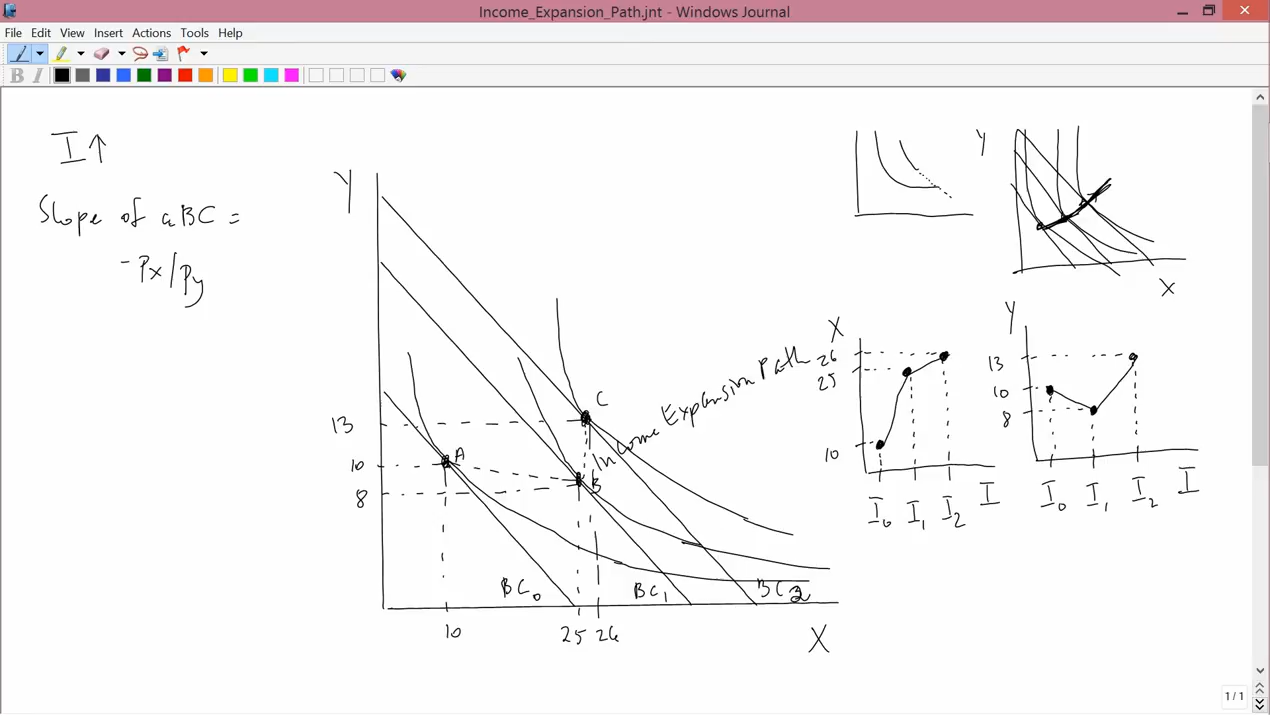 Income_Expansion_Path.jnt - Windows Journal
File Edit View Insert Actions Tools Help
B I
I↑
Slope of a BC =
-Px/Py
Y
13
10
8
A
B
C
Income Expansion Path
BC0
BC1
BC2
10
25 26
X
Y
X
X
26
25
10
I0 I1 I2 I
Y
13
10
8
I0 I1 I2 I
1 / 1